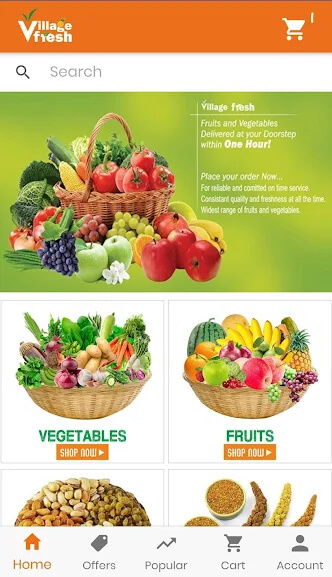 Village
fresh
Search
Village fresh
Fruits and Vegetables
Delivered at your Doorstep
within One Hour!
Place your order Now...
For reliable and comitted on time service.
Consistant quality and freshness at all the time.
Widest range of fruits and vegetables.
VEGETABLES
SHOP NOW
FRUITS
SHOP NOW
Home
Offers
Popular
Cart
Account